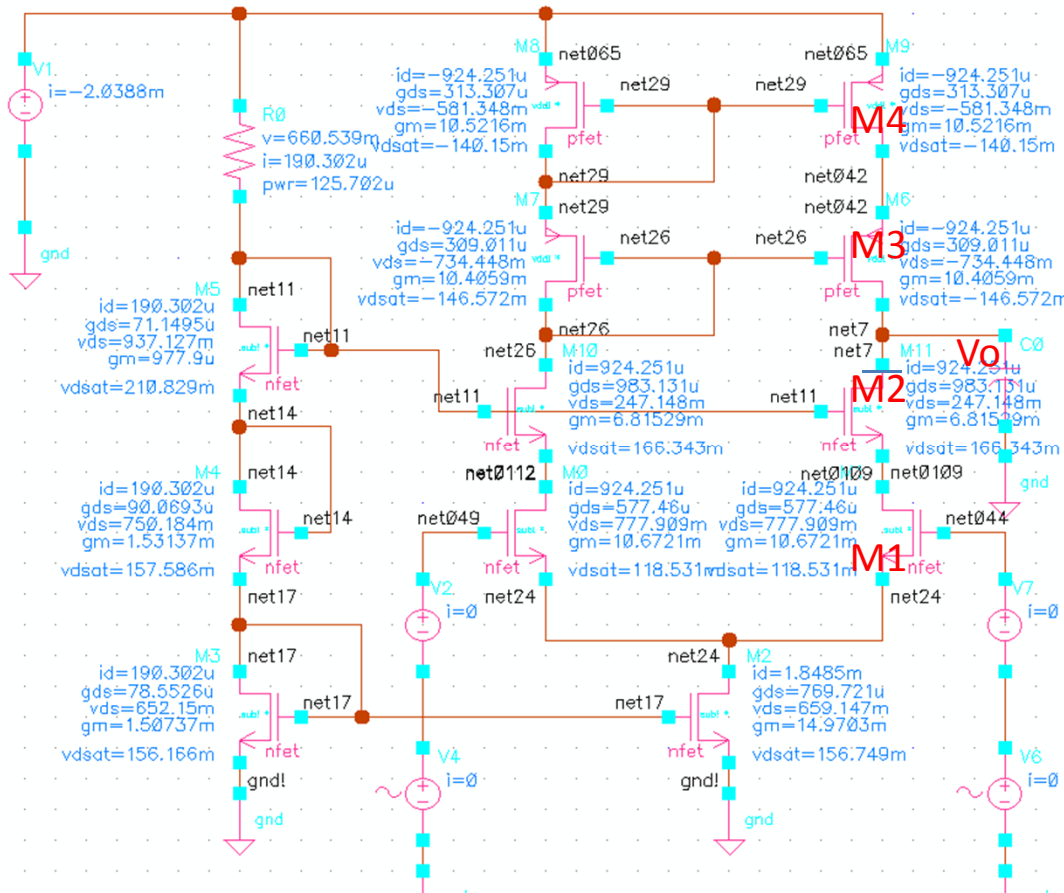 V1
i=-2.0388m
gnd
R0
v=660.539m
i=190.302u
pwr=125.702u
M8
net065
id=-924.251u
gds=313.307u
vds=-581.348m
gm=10.5216m
vdsat=-140.15m
net29
pfet
net29
M9
net065
id=-924.251u
gds=313.307u
vds=-581.348m
gm=10.5216m
vdsat=-140.15m
net29
M4
pfet
net042
M7
net29
id=-924.251u
gds=309.011u
vds=-734.448m
gm=10.4059m
vdsat=-146.572m
net26
pfet
net26
M6
net042
id=-924.251u
gds=309.011u
vds=-734.448m
gm=10.4059m
vdsat=-146.572m
net26
M3
pfet
net7
M5
net11
id=190.302u
gds=71.1495u
vds=937.127m
gm=977.9u
vdsat=210.829m
net11
nfet
net14
M10
net26
id=924.251u
gds=983.131u
vds=247.148m
gm=6.81529m
vdsat=166.343m
net11
nfet
net0112
M11
net7
id=924.251u
gds=983.131u
vds=247.148m
gm=6.81529m
vdsat=166.343m
net11
M2
nfet
net0109
Vo
C0
gnd
M4
net14
id=190.302u
gds=90.0693u
vds=750.184m
gm=1.53137m
vdsat=157.586m
net14
nfet
net17
M0
id=924.251u
gds=577.46u
vds=777.909m
gm=10.6721m
vdsat=118.531m
net049
nfet
net24
net0109
id=924.251u
gds=577.46u
vds=777.909m
gm=10.6721m
vdsat=118.531m
net044
M1
nfet
net24
V2
i=0
V7
i=0
M3
net17
id=190.302u
gds=78.5526u
vds=652.15m
gm=1.50737m
vdsat=156.166m
nfet
gnd!
gnd
net24
M2
net17
id=1.8485m
gds=769.721u
vds=659.147m
gm=14.9703m
vdsat=156.749m
nfet
gnd!
gnd
V4
i=0
V6
i=0